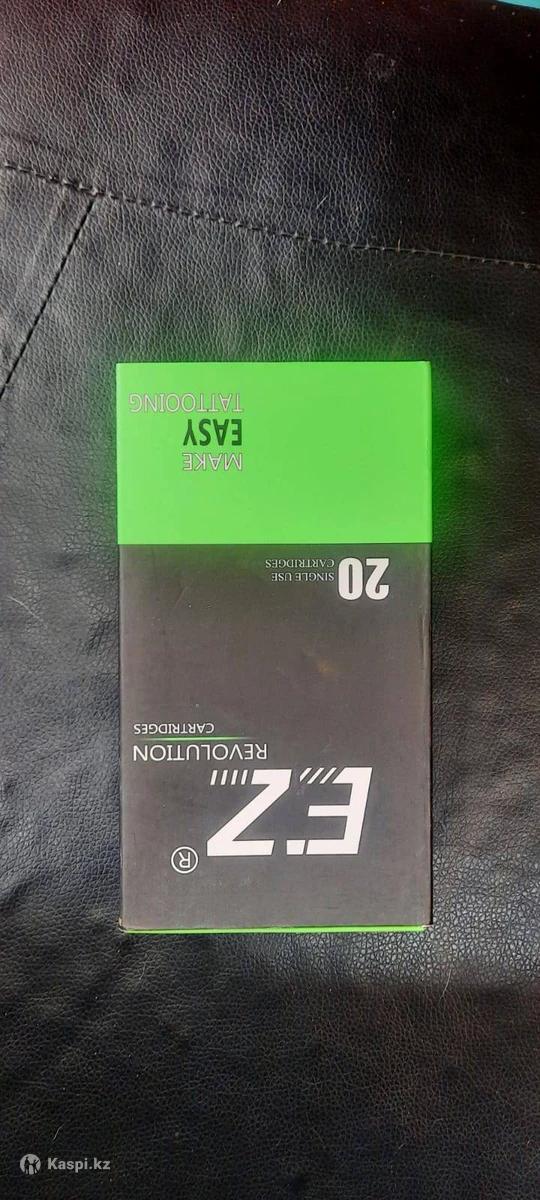 EZ®
REVOLUTION
CARTRIDGES
20 SINGLE USE
CARTRIDGES
MAKE
EASY
TATTOOING
Kaspi.kz